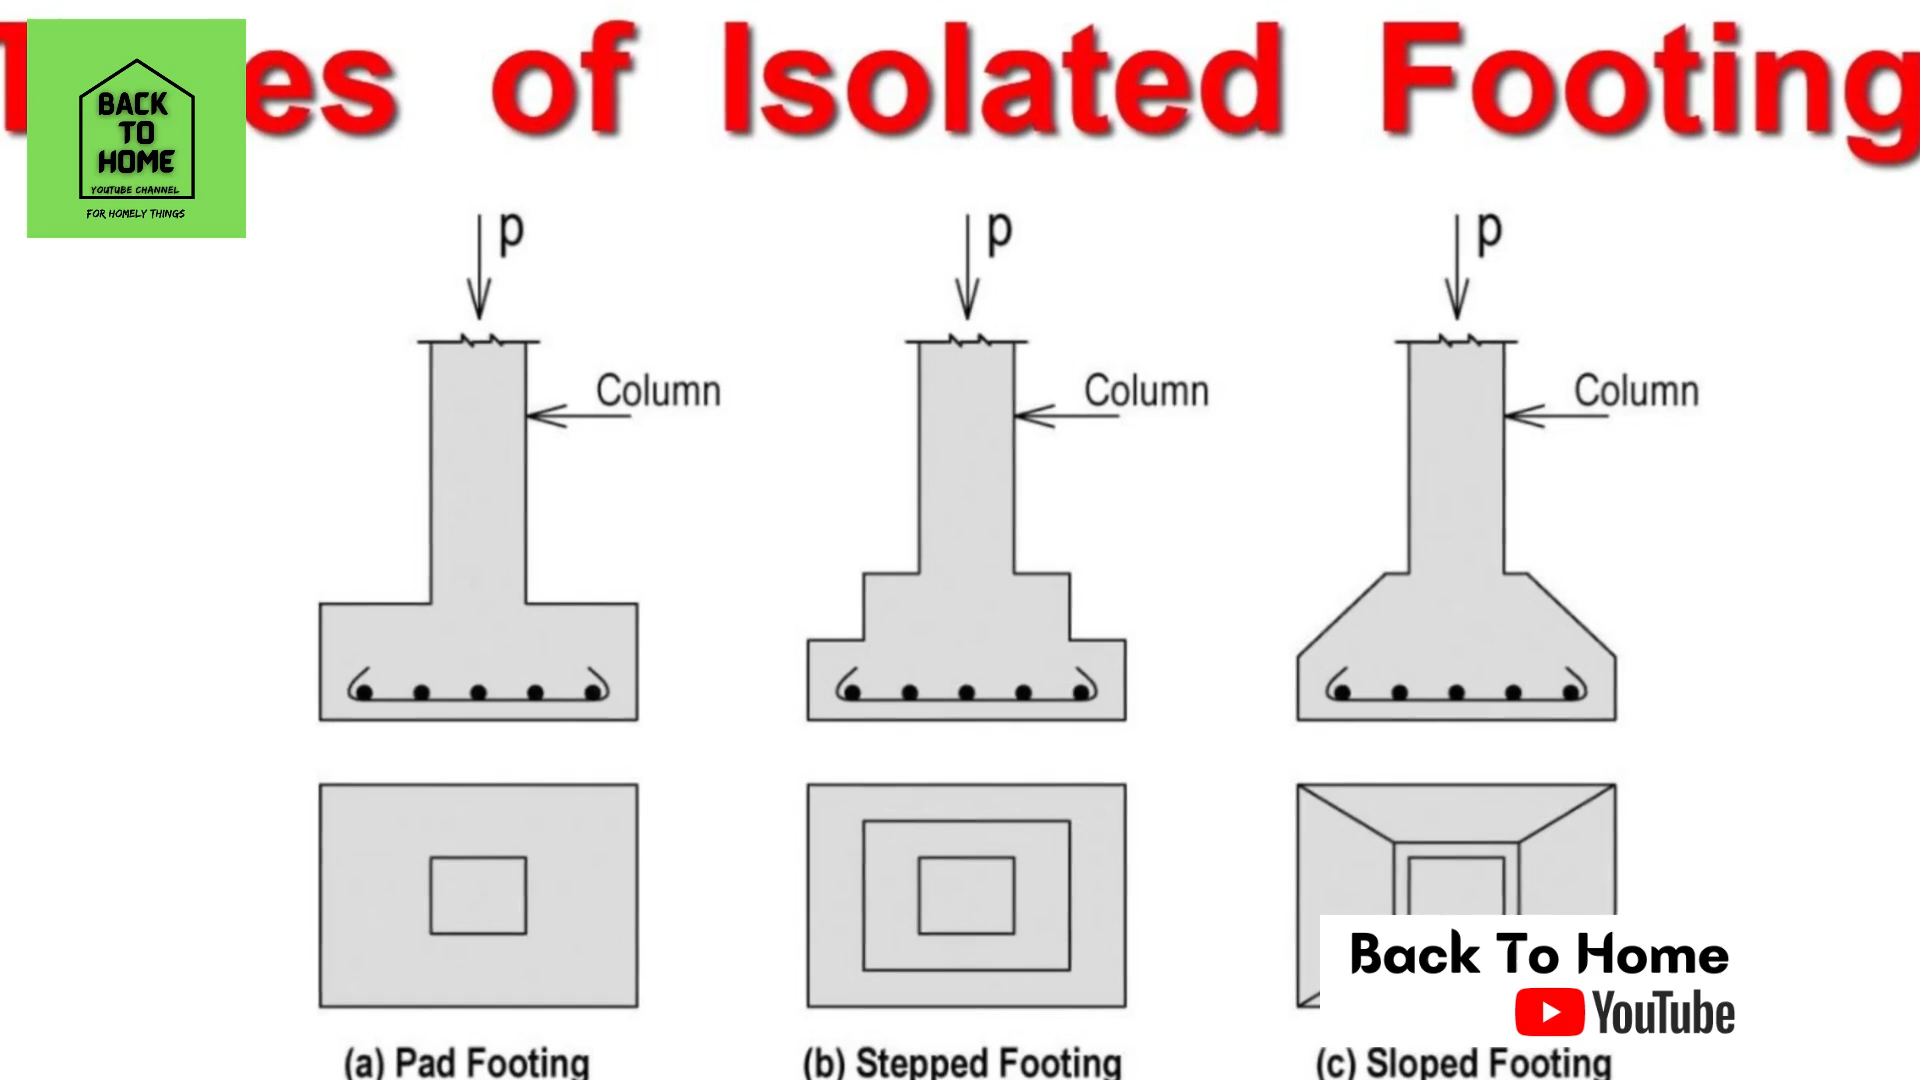 es of Isolated Footing
BACK
TO
HOME
YOUTUBE CHANNEL
FOR HOMELY THINGS
p
p
p
Column
Column
Column
Back To Home
YouTube
(a) Pad Footing
(b) Stepped Footing
(c) Sloped Footing